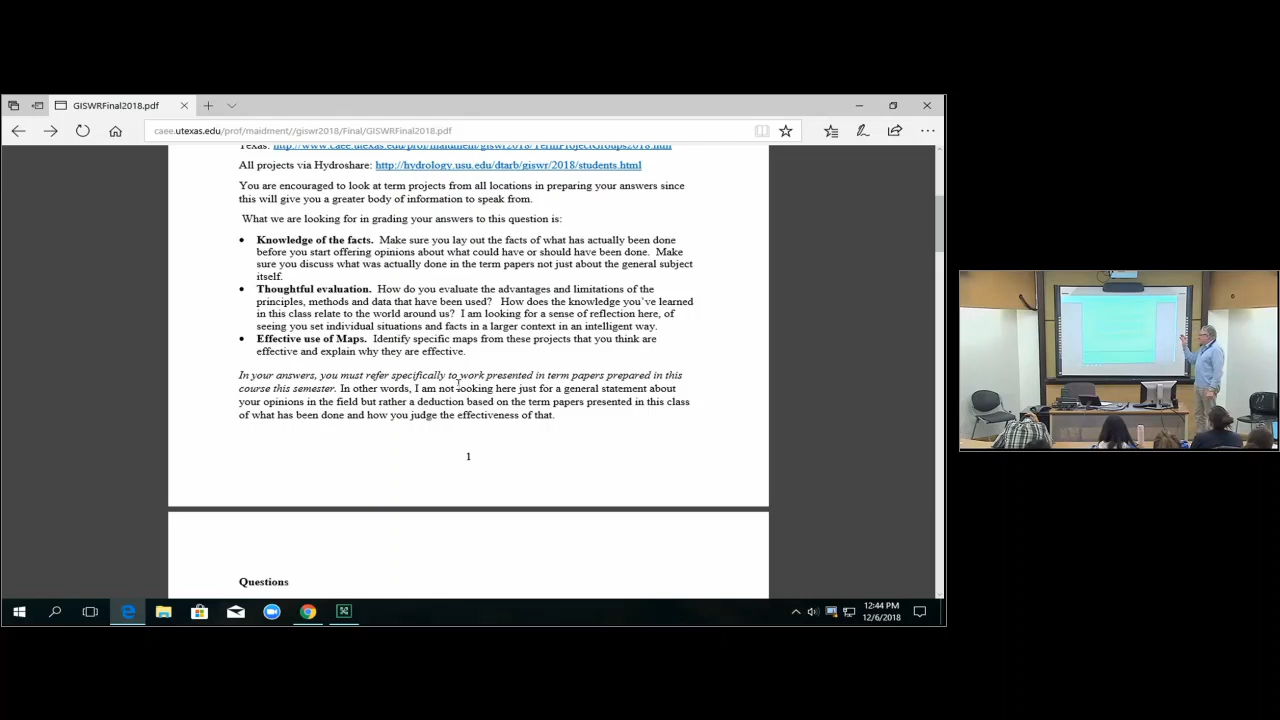 GISWRFinal2018.pdf
caee.utexas.edu/prof/maidment//giswr2018/Final/GISWRFinal2018.pdf
Texas: http://www.caee.utexas.edu/prof/maidment/giswr2018/TermProjectGroups2018.htm
All projects via Hydroshare: http://hydrology.usu.edu/dtarb/giswr/2018/students.html
You are encouraged to look at term projects from all locations in preparing your answers since
this will give you a greater body of information to speak from.
What we are looking for in grading your answers to this question is:
• Knowledge of the facts. Make sure you lay out the facts of what has actually been done
before you start offering opinions about what could have or should have been done. Make
sure you discuss what was actually done in the term papers not just about the general subject
itself.
• Thoughtful evaluation. How do you evaluate the advantages and limitations of the
principles, methods and data that have been used? How does the knowledge you've learned
in this class relate to the world around us? I am looking for a sense of reflection here, of
seeing you set individual situations and facts in a larger context in an intelligent way.
• Effective use of Maps. Identify specific maps from these projects that you think are
effective and explain why they are effective.
In your answers, you must refer specifically to work presented in term papers prepared in this
course this semester. In other words, I am not looking here just for a general statement about
your opinions in the field but rather a deduction based on the term papers presented in this class
of what has been done and how you judge the effectiveness of that.
1
Questions
12:44 PM
12/6/2018